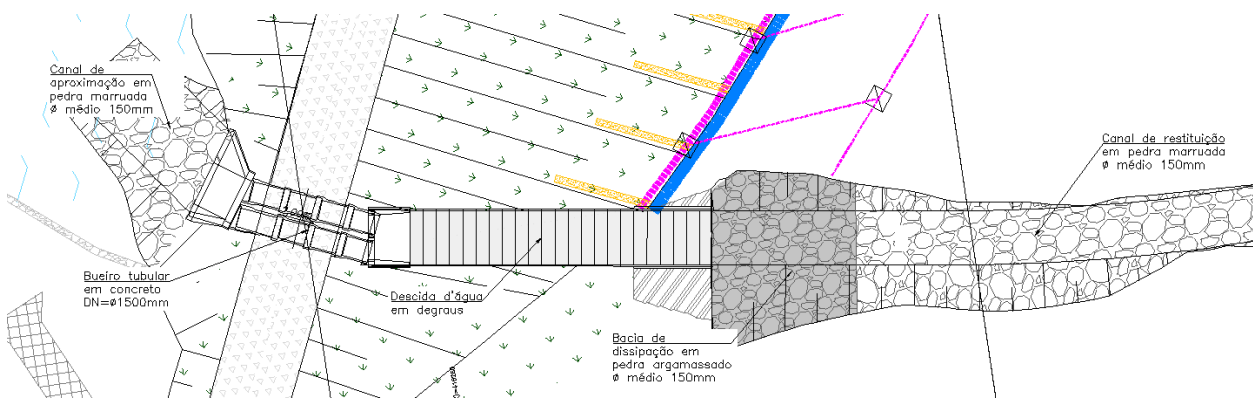 Canal de
aproximação em
pedra marruada
ø médio 150mm
Canal de restituição
em pedra marruada
ø médio 150mm
Bueiro tubular
em concreto
DN=ø1500mm
Descida d'água
em degraus
Bacia de
dissipação em
pedra argamassado
ø médio 150mm